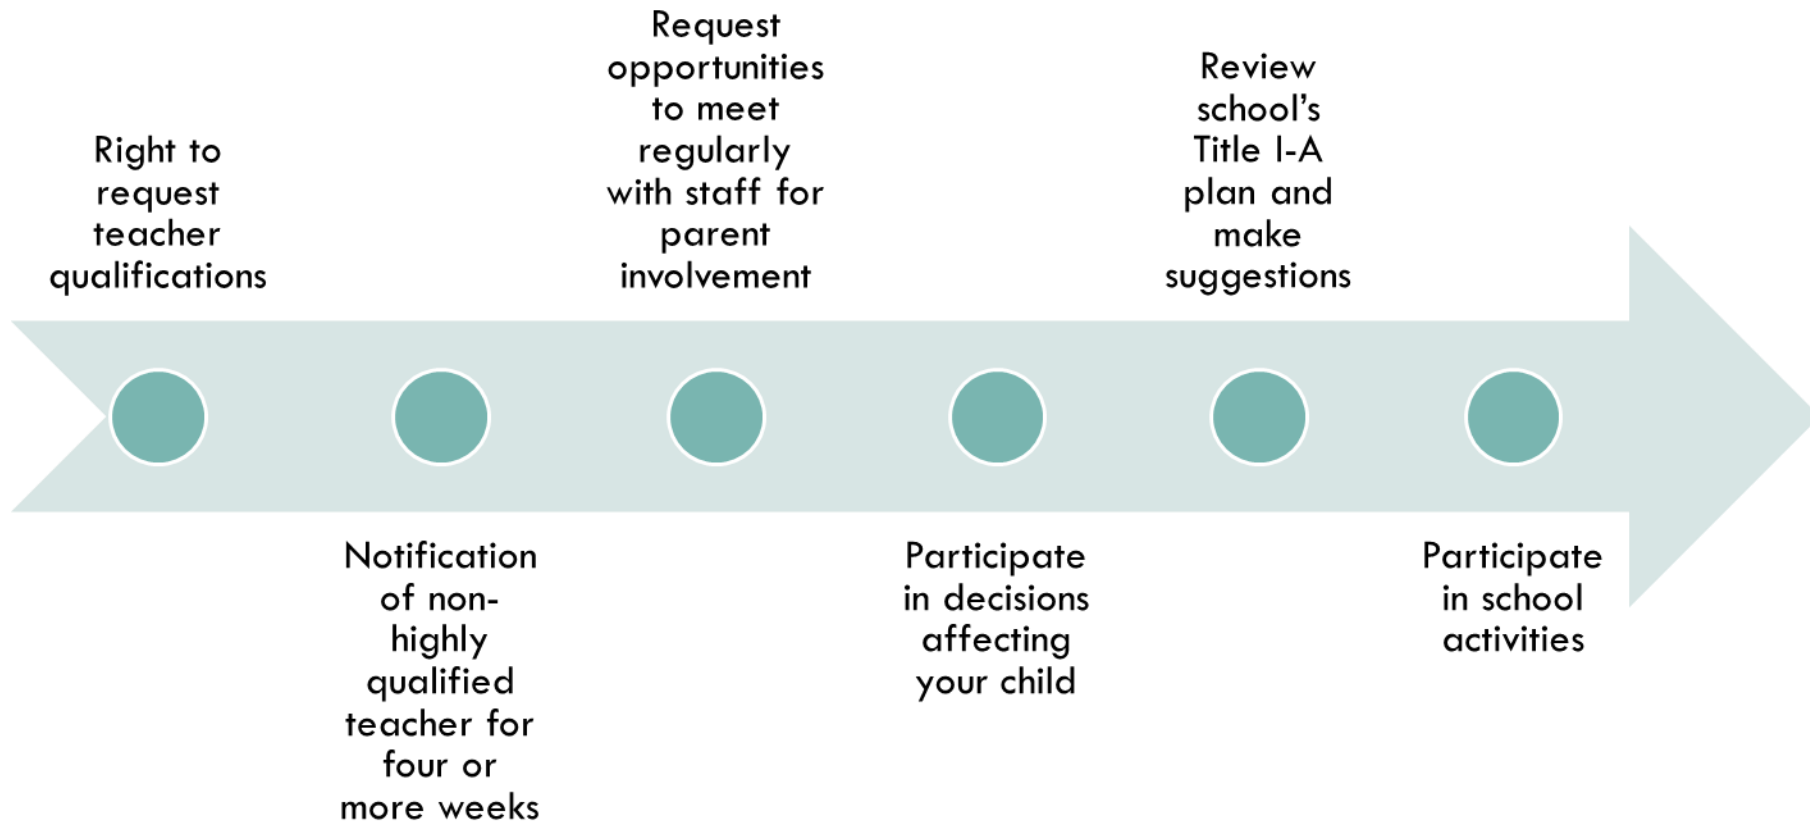 Right to
request
teacher
qualifications
Notification
of non-
highly
qualified
teacher for
four or
more weeks
Request
opportunities
to meet
regularly
with staff for
parent
involvement
Participate
in decisions
affecting
your child
Review
school’s
Title I-A
plan and
make
suggestions
Participate
in school
activities